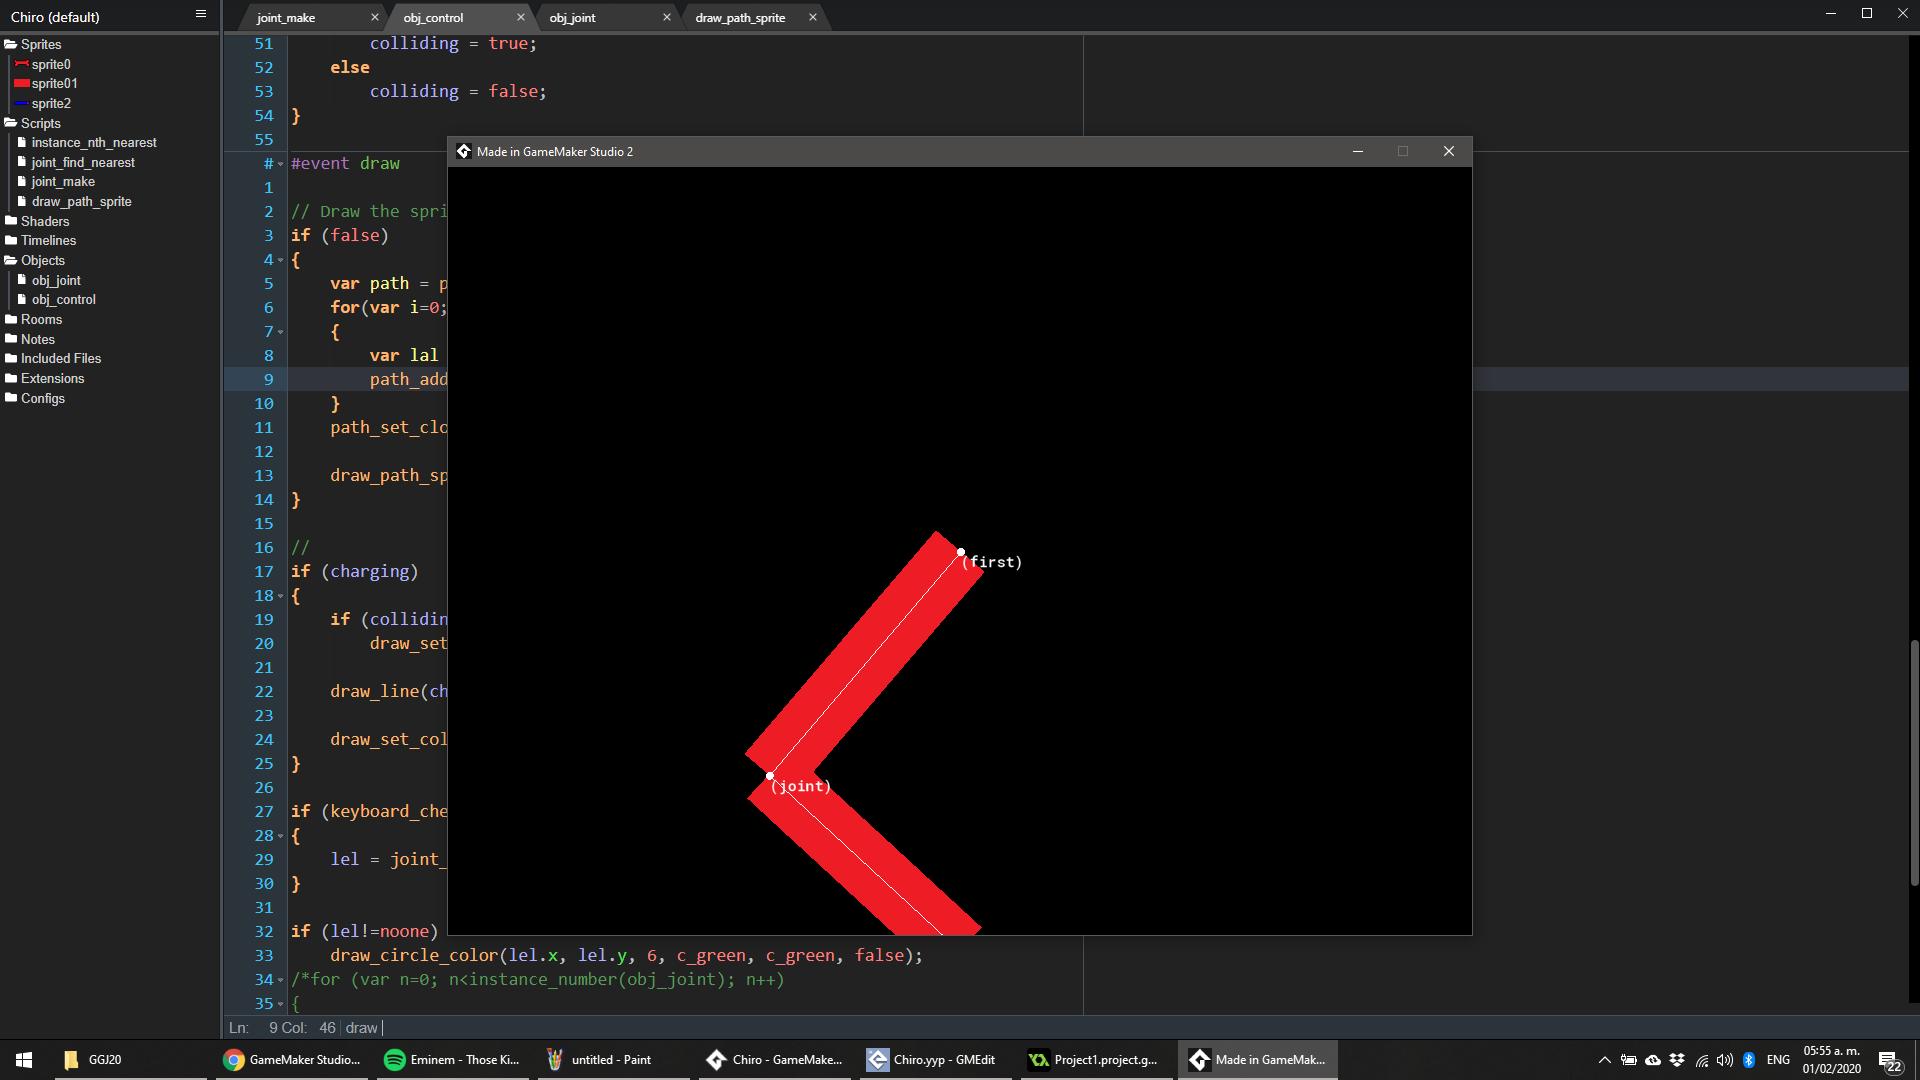 Chiro (default)
joint_make
obj_control
obj_joint
draw_path_sprite
Sprites
sprite0
sprite01
sprite2
Scripts
instance_nth_nearest
joint_find_nearest
joint_make
draw_path_sprite
Shaders
Timelines
Objects
obj_joint
obj_control
Rooms
Notes
Included Files
Extensions
Configs
51 colliding = true;
52 else
53 colliding = false;
54 }
55
# #event draw
1
2 // Draw the spri
3 if (false)
4 {
5 var path = p
6 for(var i=0;
7 {
8 var lal
9 path_add
10 }
11 path_set_clo
12
13 draw_path_sp
14 }
15
16 //
17 if (charging)
18 {
19 if (collidin
20 draw_set
21
22 draw_line(ch
23
24 draw_set_col
25 }
26
27 if (keyboard_che
28 {
29 lel = joint_
30 }
31
32 if (lel!=noone)
33 draw_circle_color(lel.x, lel.y, 6, c_green, c_green, false);
34 /*for (var n=0; n<instance_number(obj_joint); n++)
35 {
Made in GameMaker Studio 2
(first)
(joint)
Ln: 9 Col: 46 draw
GGJ20
GameMaker Studio...
Eminem - Those Ki...
untitled - Paint
Chiro - GameMake...
Chiro.yyp - GMEdit
Project1.project.g...
Made in GameMak...
ENG
05:55 a. m.
01/02/2020
22